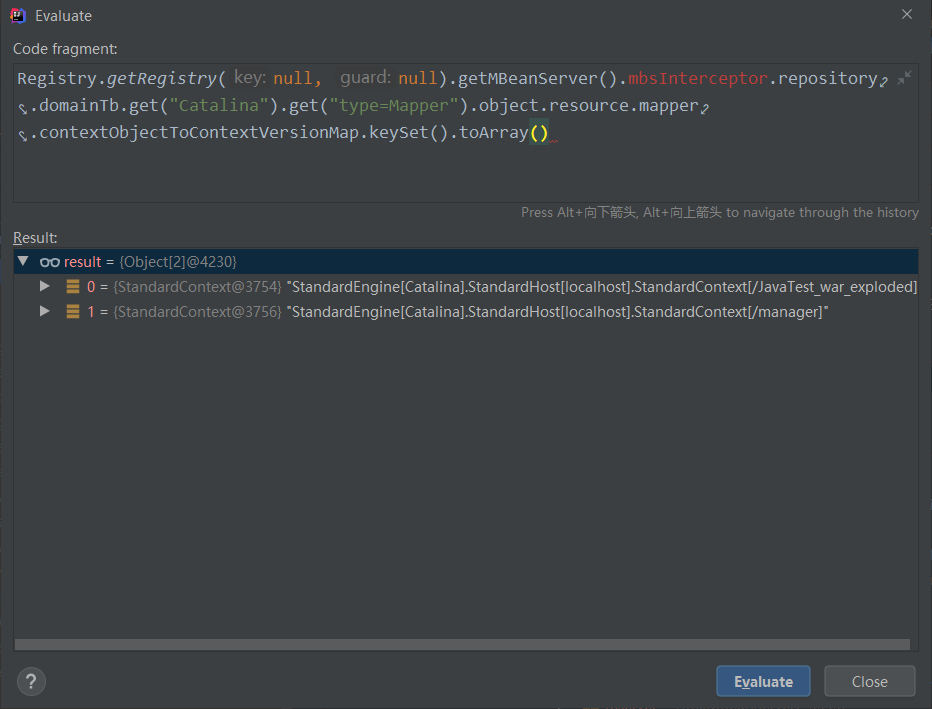 Evaluate
Code fragment:
Registry.getRegistry( key: null, guard: null).getMBeanServer().mbsInterceptor.repository
.domainTb.get("Catalina").get("type=Mapper").object.resource.mapper
.contextObjectToContextVersionMap.keySet().toArray()
Press Alt+向下箭头, Alt+向上箭头 to navigate through the history
Result:
result = {Object[2]@4230}
0 = {StandardContext@3754} "StandardEngine[Catalina].StandardHost[localhost].StandardContext[/JavaTest_war_exploded]
1 = {StandardContext@3756} "StandardEngine[Catalina].StandardHost[localhost].StandardContext[/manager]"
?
Evaluate
Close